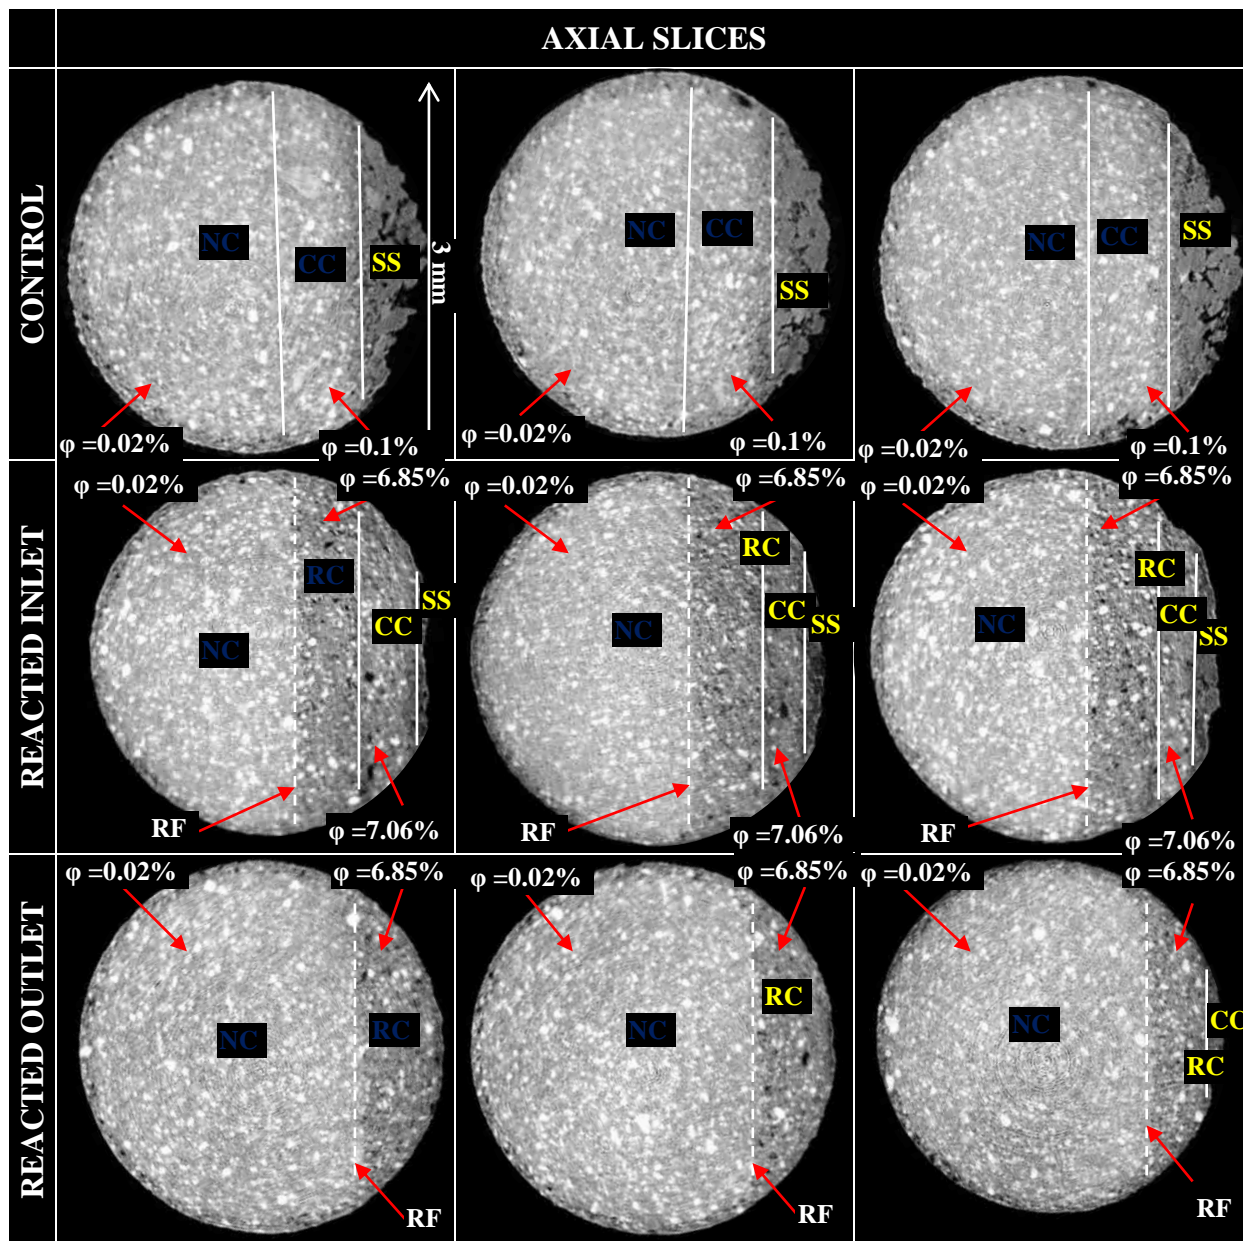 AXIAL SLICES
CONTROL
NC
CC
SS
3 mm
φ =0.02%
φ =0.1%
NC
CC
SS
φ =0.02%
φ =0.1%
NC
CC
SS
φ =0.02%
φ =0.1%
REACTED INLET
φ =0.02%
φ =6.85%
RC
SS
CC
NC
RF
φ =7.06%
φ =0.02%
φ =6.85%
RC
CC
SS
NC
RF
φ =7.06%
φ =0.02%
φ =6.85%
RC
CC
SS
NC
RF
φ =7.06%
REACTED OUTLET
φ =0.02%
φ =6.85%
NC
RC
RF
φ =0.02%
φ =6.85%
RC
NC
RF
φ =0.02%
φ =6.85%
NC
CC
RC
RF